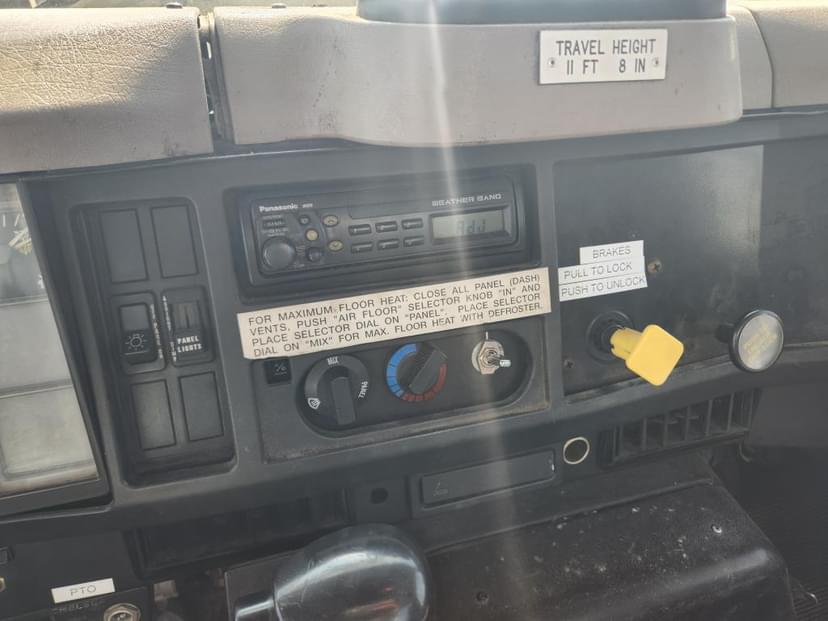 TRAVEL HEIGHT
11 FT 8 IN
Panasonic
WEATHER BAND
Adj
BRAKES
PULL TO LOCK
PUSH TO UNLOCK
FOR MAXIMUM FLOOR HEAT: CLOSE ALL PANEL (DASH)
VENTS. PUSH "AIR FLOOR" SELECTOR KNOB "IN" AND
PLACE SELECTOR DIAL ON "PANEL". PLACE SELECTOR
DIAL ON "MIX" FOR MAX. FLOOR HEAT WITH DEFROSTER.
PANEL
LIGHTS
MIX
PANEL
PTO